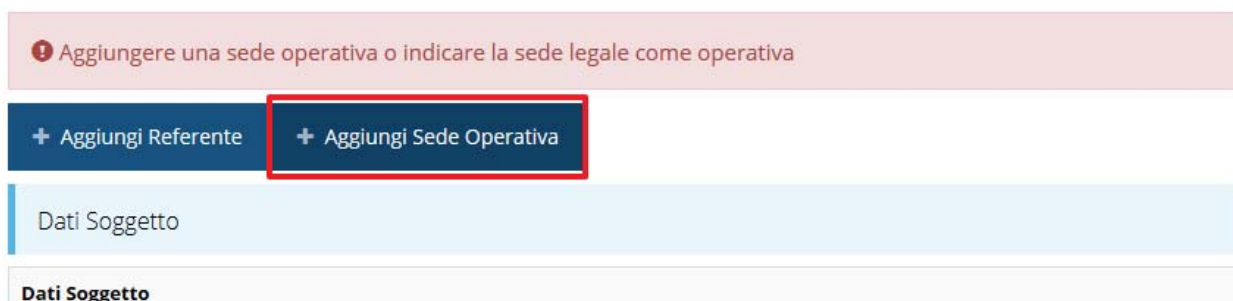 Aggiungere una sede operativa o indicare la sede legale come operativa
+ Aggiungi Referente + Aggiungi Sede Operativa
Dati Soggetto
Dati Soggetto